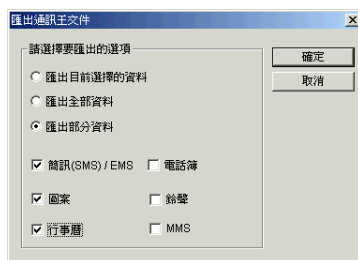 匯出通訊王文件
請選擇要匯出的選項
匯出目前選擇的資料
匯出全部資料
匯出部分資料
簡訊(SMS) / EMS 電話簿
圖案 鈴聲
行事曆 MMS
確定
取消